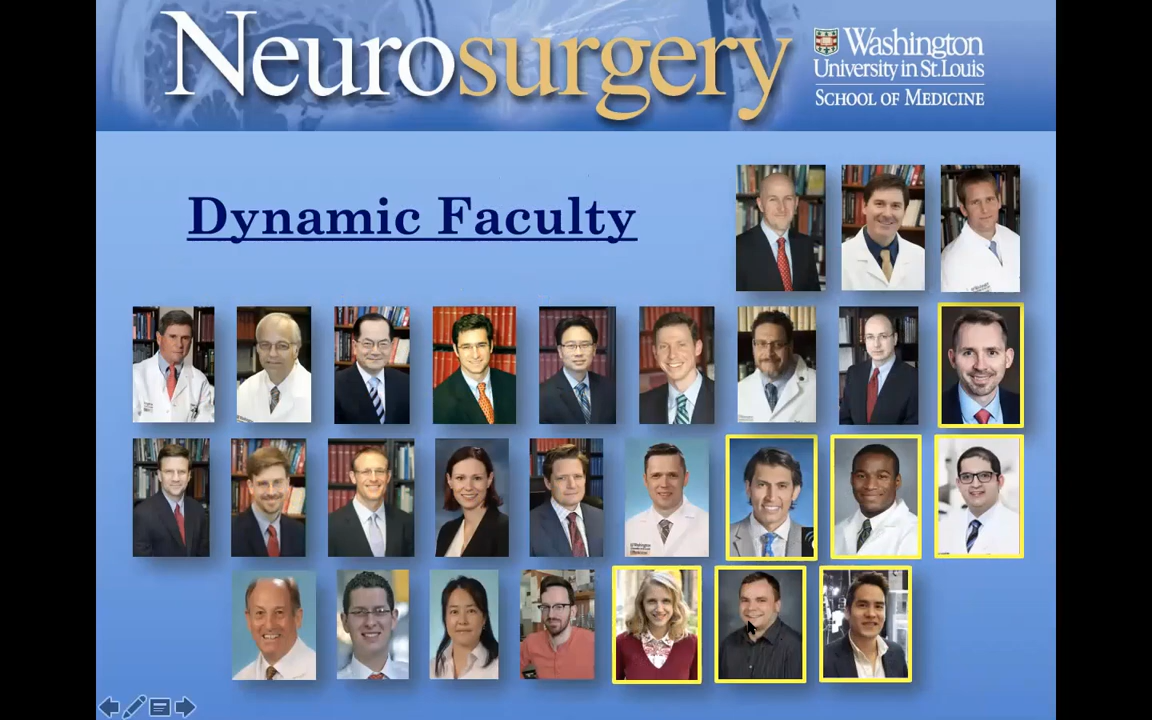 Neurosurgery
Washington
University in St. Louis
SCHOOL OF MEDICINE
Dynamic Faculty